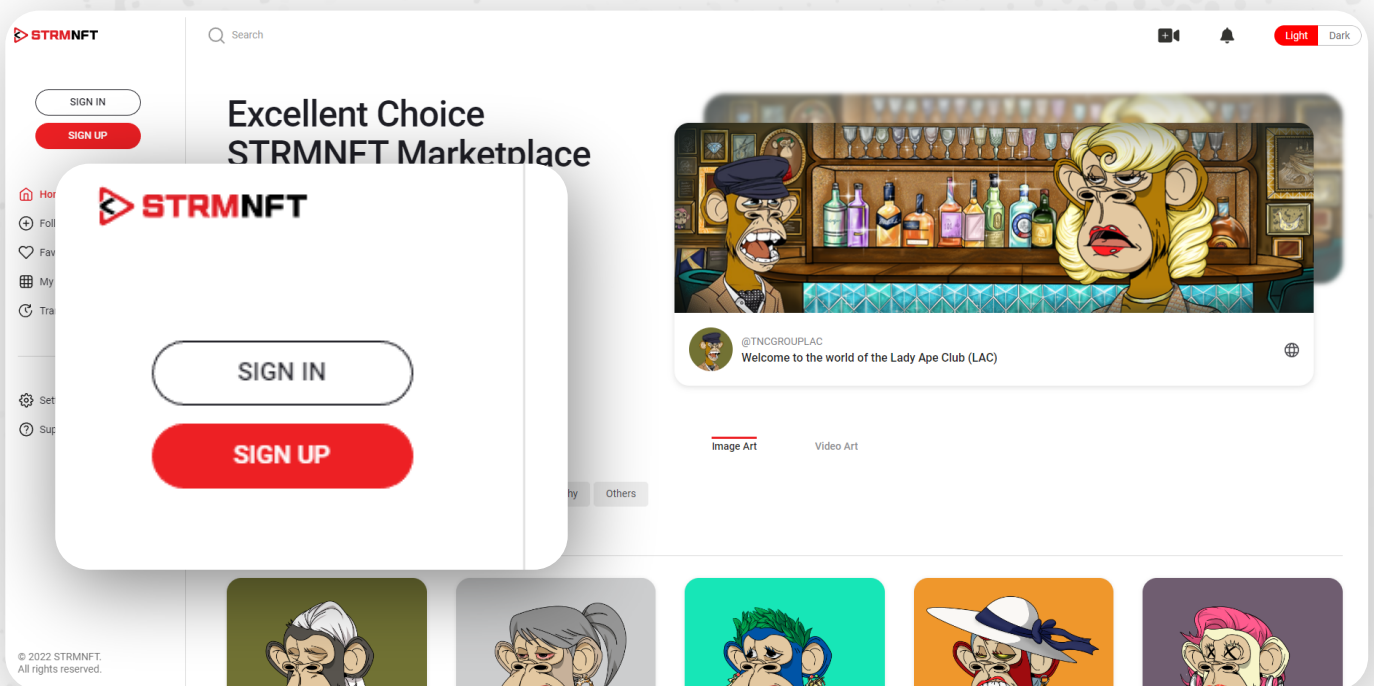 STRMNFT
Search
Light
Dark
SIGN IN
SIGN UP
Excellent Choice
STRMNFT Marketplace
STRMNFT
SIGN IN
SIGN UP
My
@TNCGROUPLAC
Welcome to the world of the Lady Ape Club (LAC)
Image Art
Video Art
Others
© 2022 STRMNFT.
All rights reserved.